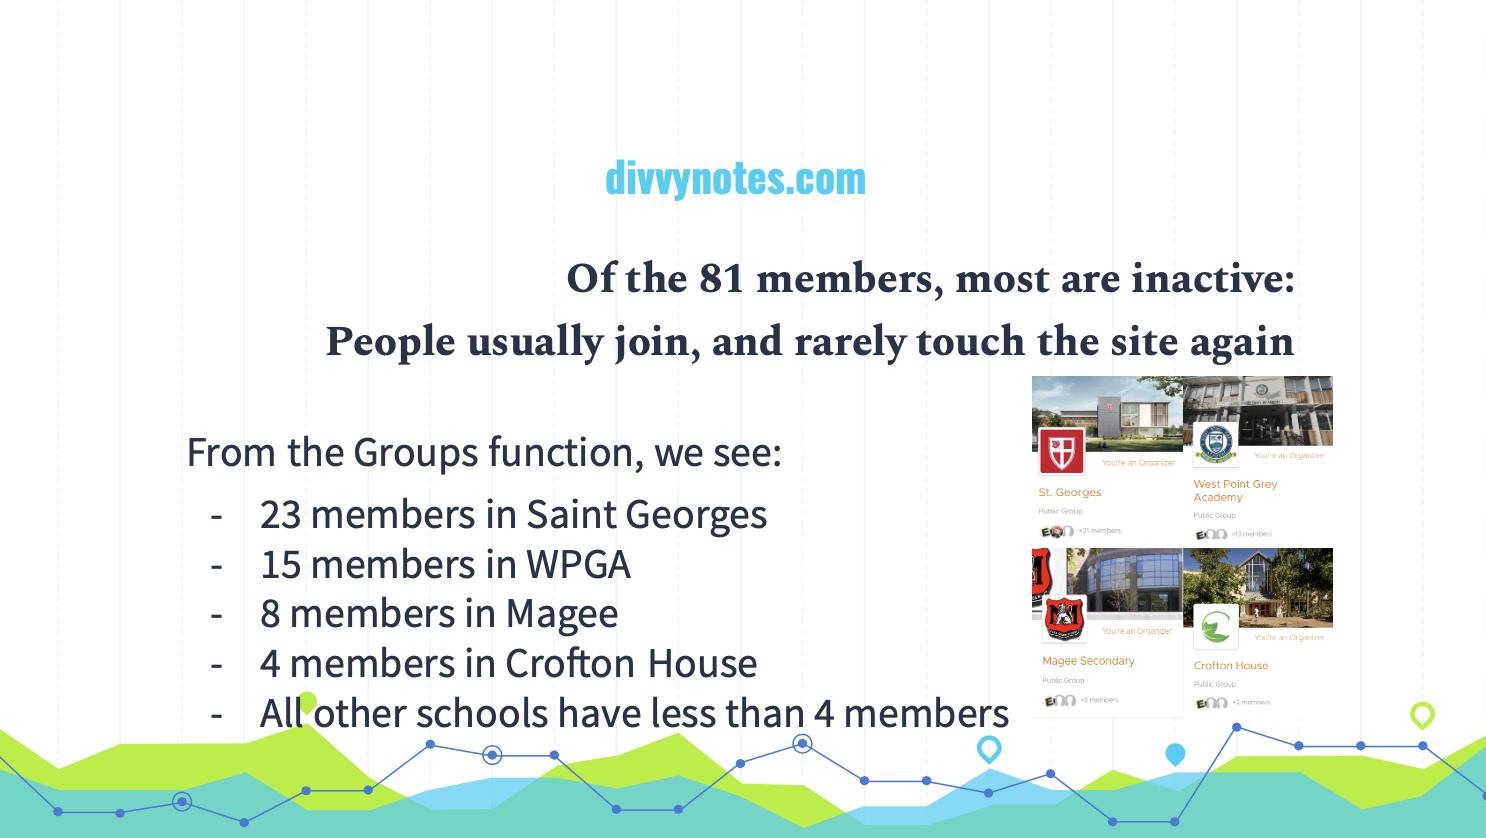 divvynotes.com
Of the 81 members, most are inactive:
People usually join, and rarely touch the site again
From the Groups function, we see:
- 23 members in Saint Georges
- 15 members in WPGA
- 8 members in Magee
- 4 members in Crofton House
- All other schools have less than 4 members
You're an Organizer
St. Georges
Public Group
+21 members
You're an Organizer
West Point Grey
Academy
Public Group
+13 members
You're an Organizer
Magee Secondary
Public Group
+6 members
You're an Organizer
Crofton House
Public Group
+2 members